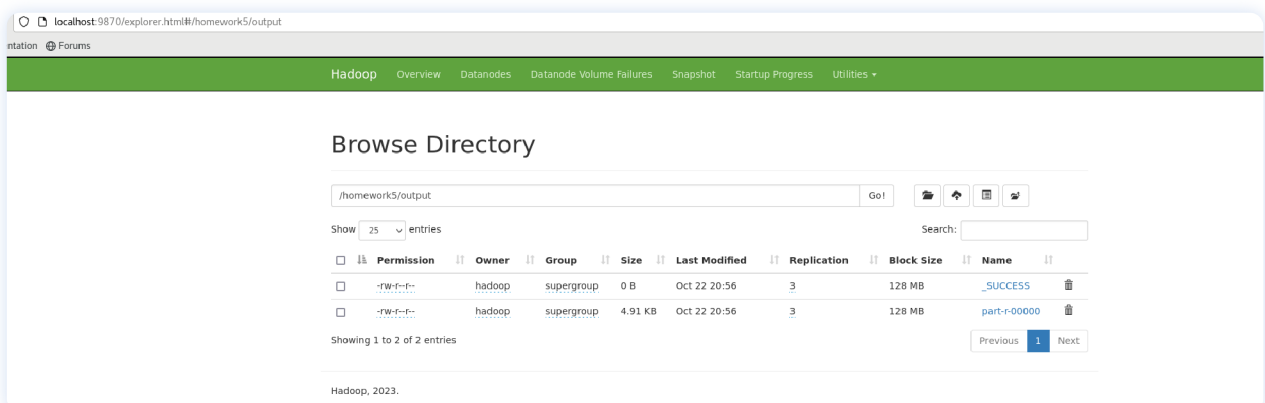 localhost:9870/explorer.html#/homework5/output
ntation Forums
Hadoop Overview Datanodes Datanode Volume Failures Snapshot Startup Progress Utilities
Browse Directory
/homework5/output Go!
Show 25 entries Search:
Permission Owner Group Size Last Modified Replication Block Size Name
-rw-r--r-- hadoop supergroup 0 B Oct 22 20:56 3 128 MB _SUCCESS
-rw-r--r-- hadoop supergroup 4.91 KB Oct 22 20:56 3 128 MB part-r-00000
Showing 1 to 2 of 2 entries Previous 1 Next
Hadoop, 2023.